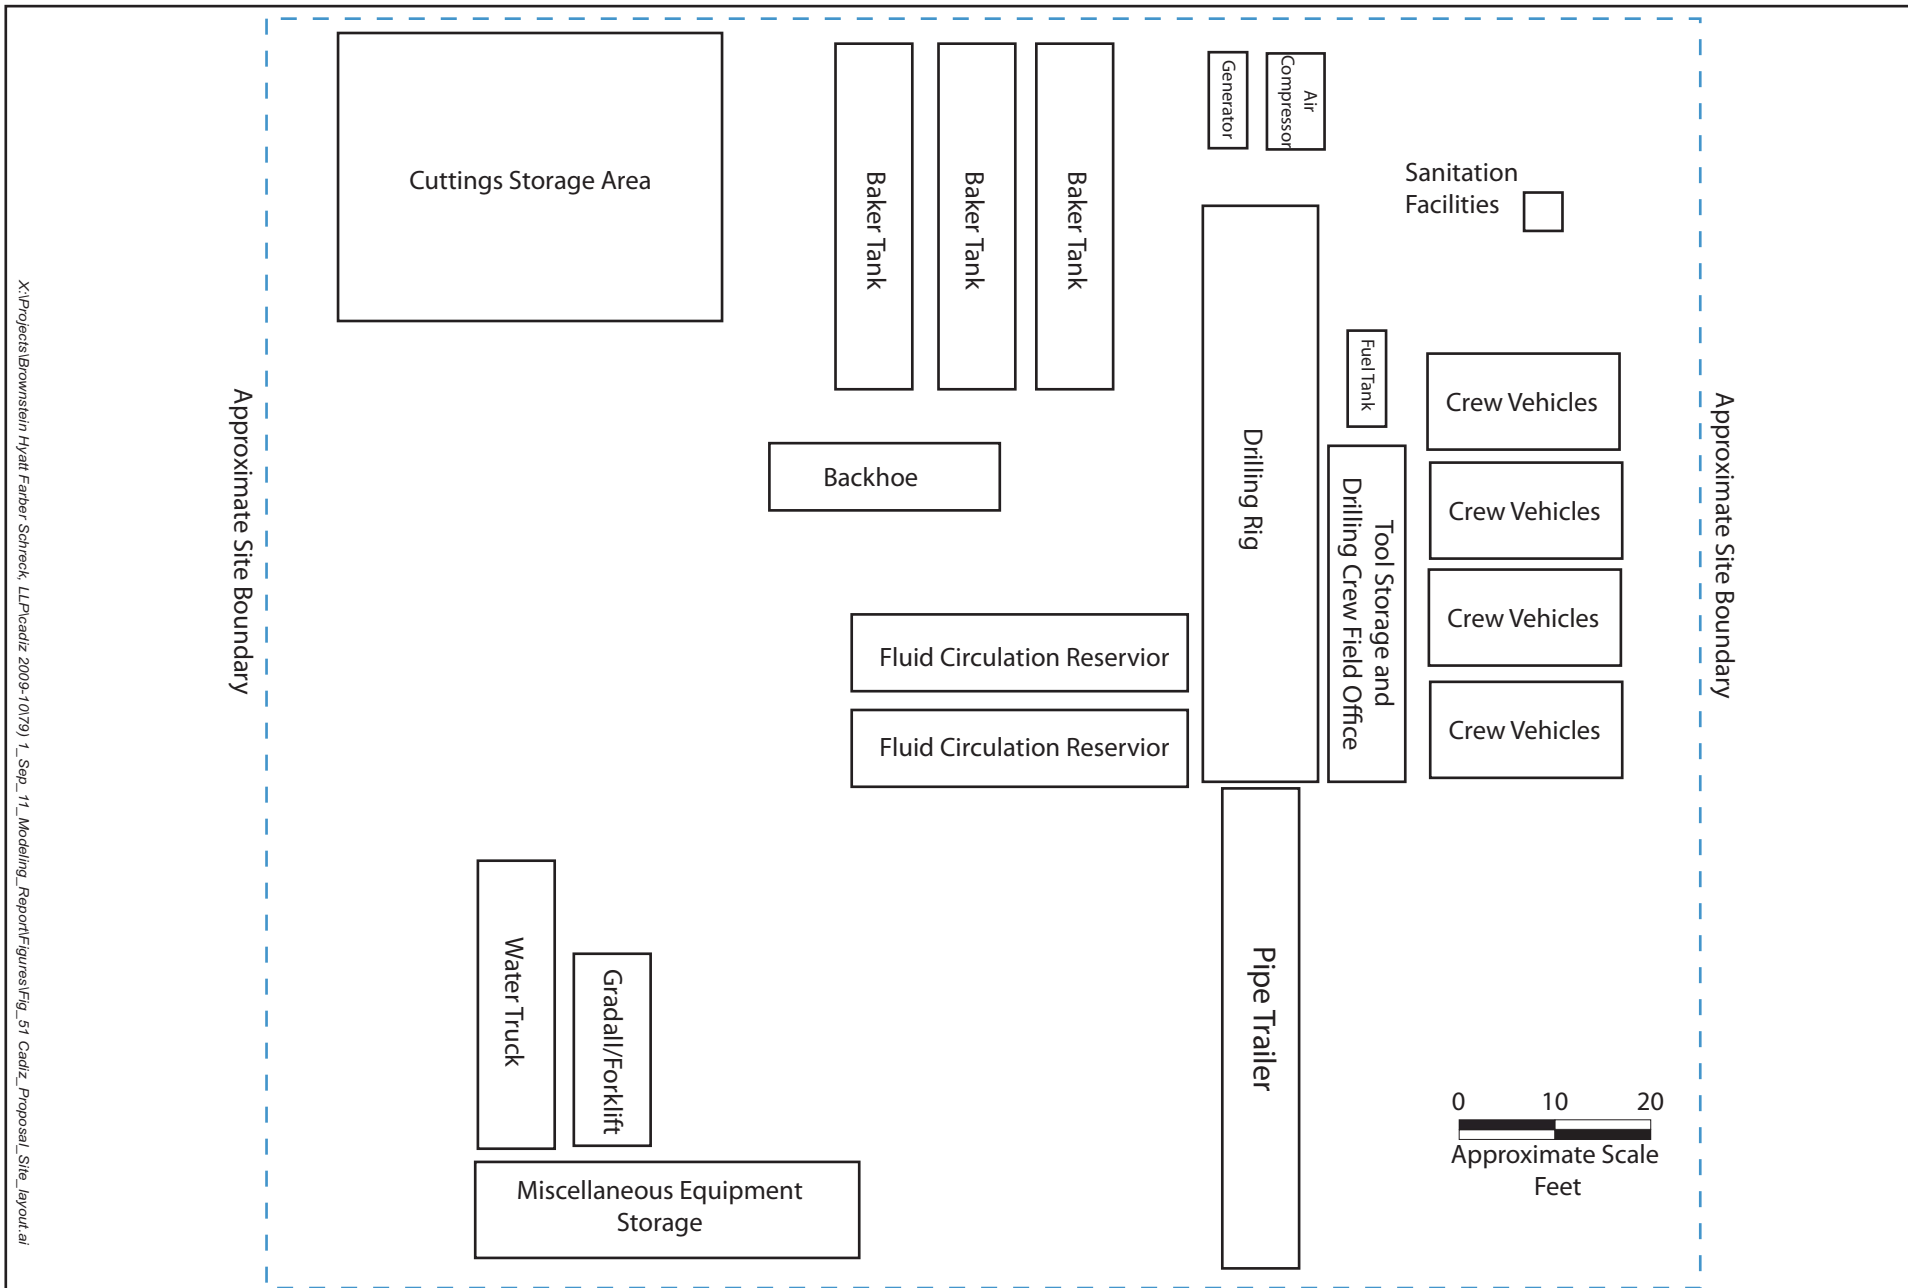 Cuttings Storage Area
Baker Tank
Baker Tank
Baker Tank
Generator
Air
Compressor
Sanitation
Facilities
Fuel Tank
Crew Vehicles
Crew Vehicles
Crew Vehicles
Crew Vehicles
Drilling Rig
Tool Storage and
Drilling Crew Field Office
Backhoe
Fluid Circulation Reservior
Fluid Circulation Reservior
Approximate Site Boundary
Approximate Site Boundary
Water Truck
Gradall/Forklift
Miscellaneous Equipment
Storage
Pipe Trailer
0 10 20
Approximate Scale
Feet
X:\Projects\Brownstein Hyatt Farber Schreck, LLP\cadiz 2009-10\79) 1_Sep_11_Modeling_Report\Figures\Fig_51 Cadiz_Proposal_Site_layout.ai